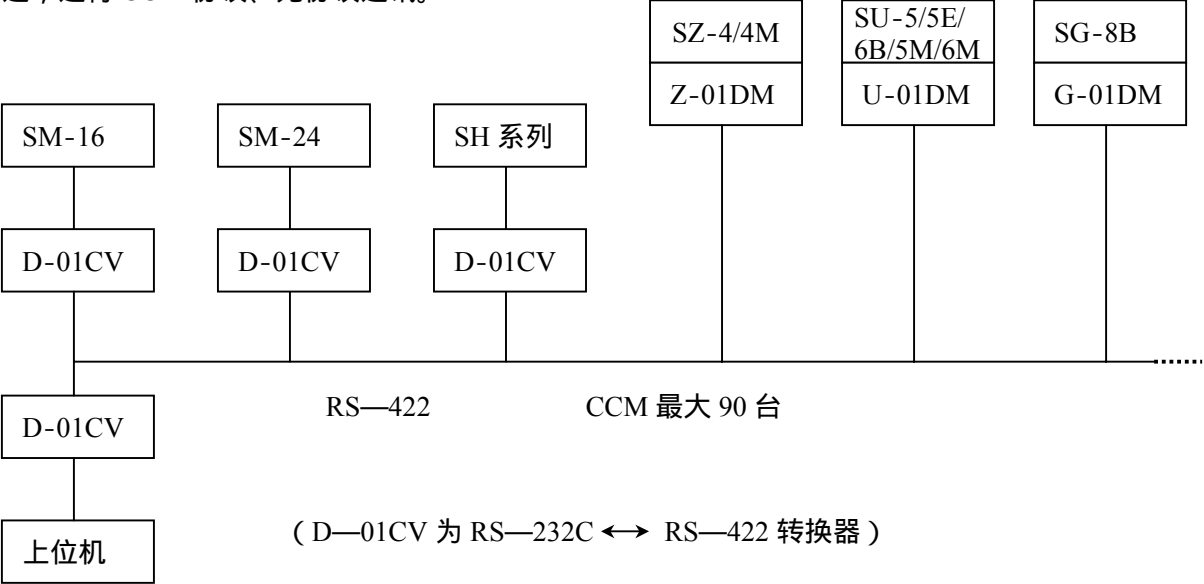 SZ-4/4M
SU-5/5E/
6B/5M/6M
SG-8B
Z-01DM
U-01DM
G-01DM
SM-16
SM-24
SH 系列
D-01CV
D-01CV
D-01CV
RS—422
CCM 最大 90 台
D-01CV
(D—01CV 为 RS—232C ↔ RS—422 转换器)
上位机